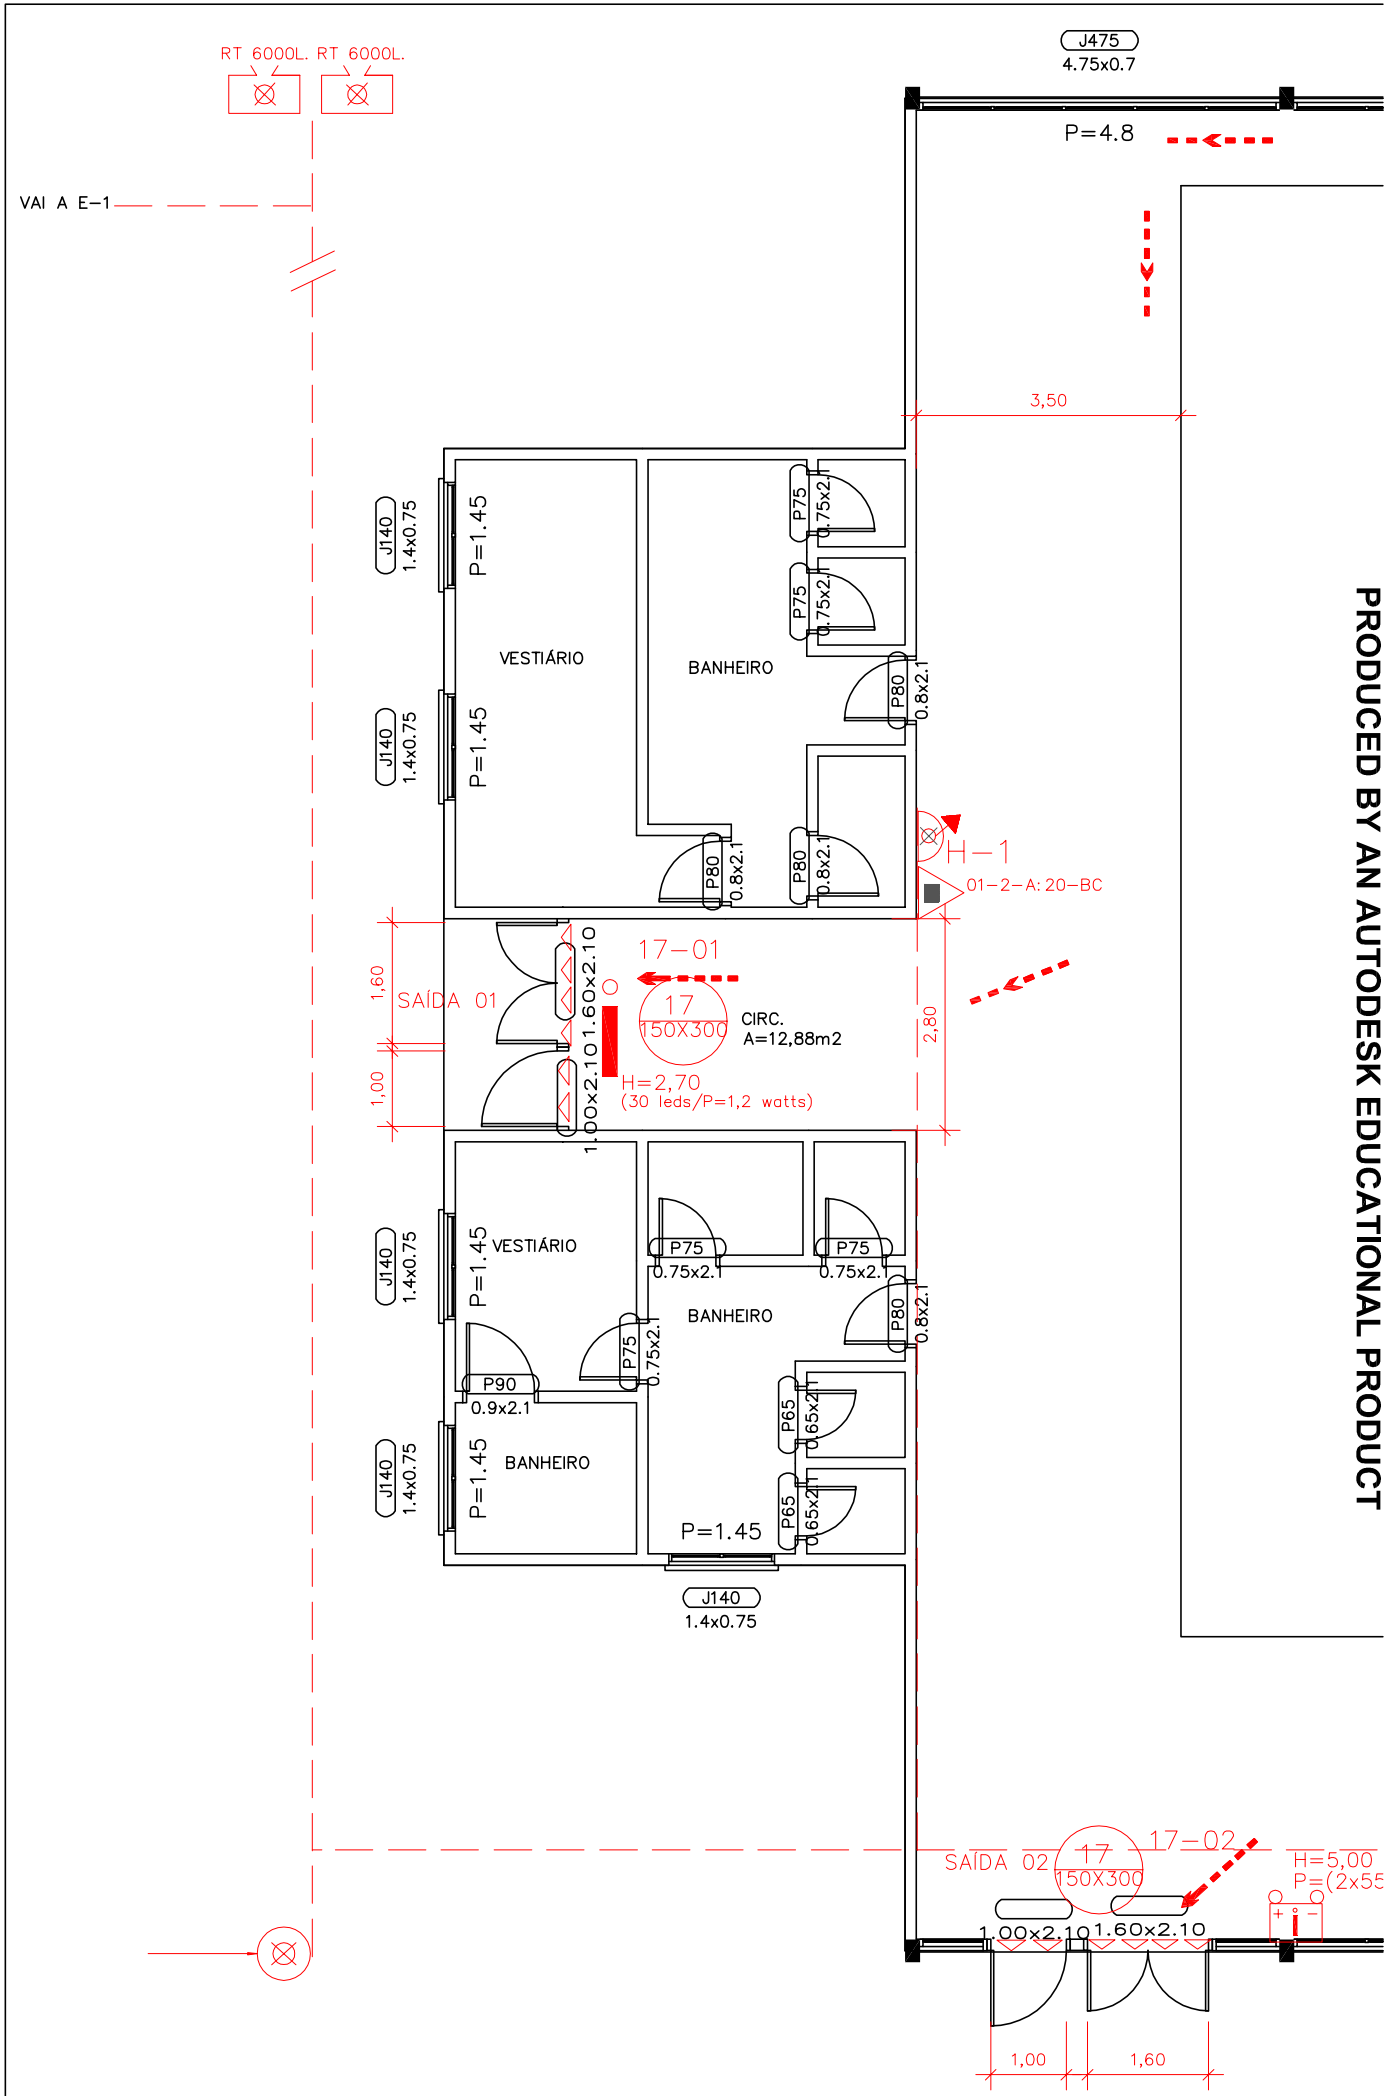 RT 6000L. RT 6000L.
J475
4.75x0.7
P=4.8
VAI A E-1
3,50
J140
1.4x0.75
P=1.45
P75
0.75x2.1
P75
0.75x2.1
VESTIÁRIO
BANHEIRO
P80
0.8x2.1
J140
1.4x0.75
P=1.45
P80
0.8x2.1
P80
0.8x2.1
H-1
01-2-A:20-BC
PRODUCED BY AN AUTODESK EDUCATIONAL PRODUCT
1,60
SAÍDA 01
1.60x2.10
17-01
17
150X300
CIRC.
A=12,88m2
2,80
1,00
1.00x2.10
H=2,70
(30 leds/P=1,2 watts)
J140
1.4x0.75
P=1.45
VESTIÁRIO
P75
0.75x2.1
P75
0.75x2.1
BANHEIRO
P80
0.8x2.1
P75
0.75x2.1
P90
0.9x2.1
P65
0.65x2.1
J140
1.4x0.75
P=1.45
BANHEIRO
P65
0.65x2.1
P=1.45
J140
1.4x0.75
SAÍDA 02
17
150X300
17-02
H=5,00
P=(2x55
+ -
1.00x2.10
1.60x2.10
1,00
1,60